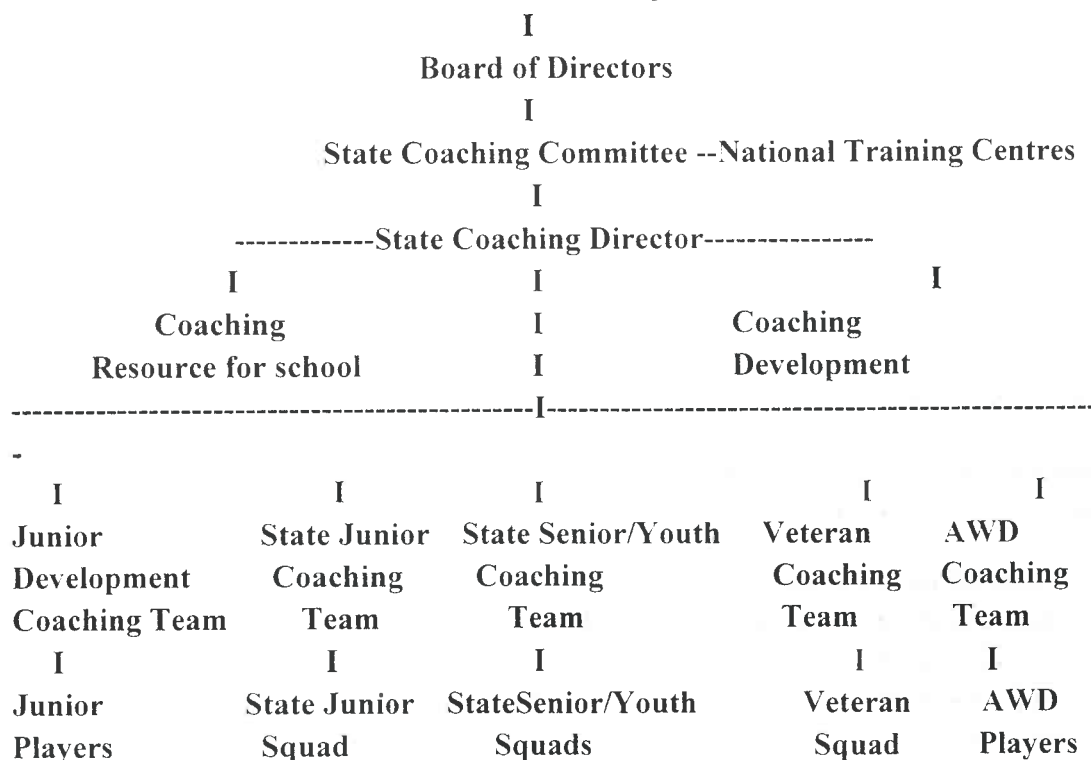 I
Board of Directors
I
State Coaching Committee --National Training Centres
I
-------------State Coaching Director----------------
I I I
Coaching I Coaching
Resource for school I Development
-------------------------------------------------I----------------------------------------------------
-
I I I I I
Junior State Junior State Senior/Youth Veteran AWD
Development Coaching Coaching Coaching Coaching
Coaching Team Team Team Team Team
I I I I I
Junior State Junior StateSenior/Youth Veteran AWD
Players Squad Squads Squad Players